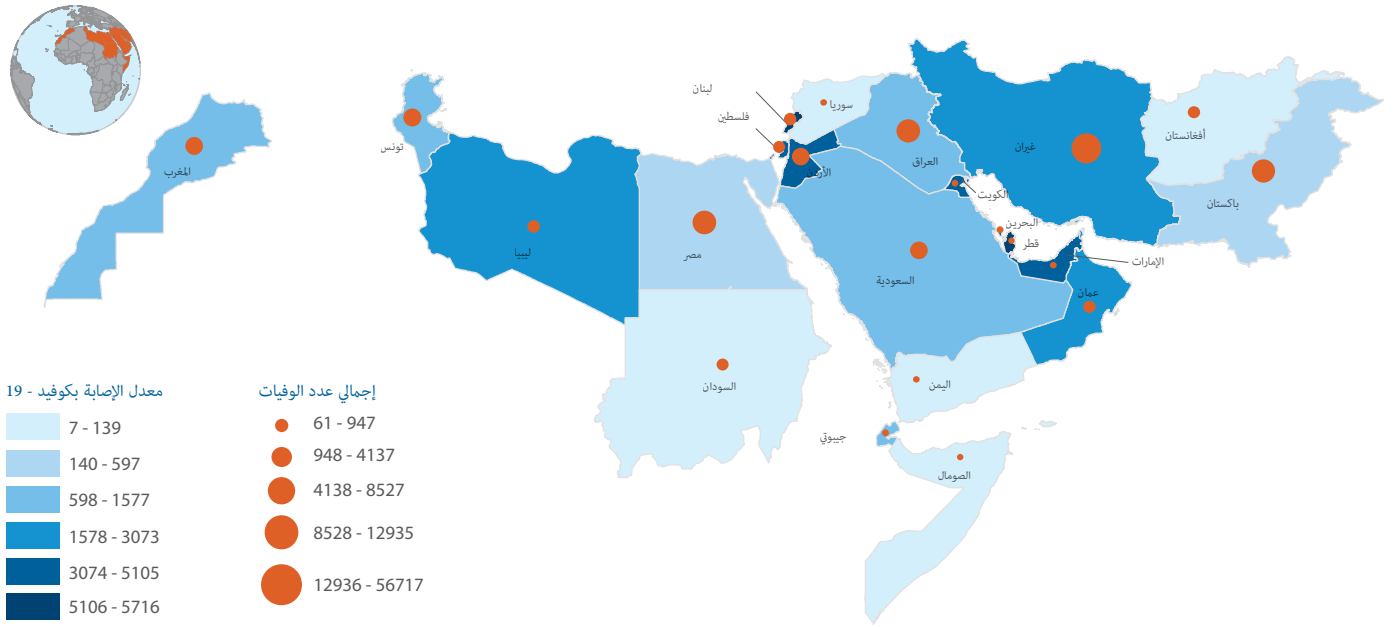 لبنان
سوريا
فلسطين
تونس
المغرب
العراق
الأردن
غيران
أفغانستان
باكستان
الكويت
البحرين
قطر
الإمارات
ليبيا
مصر
السعودية
عمان
السودان
اليمن
جيبوتي
الصومال
معدل الإصابة بكوفيد - 19
7 - 139
140 - 597
598 - 1577
1578 - 3073
3074 - 5105
5106 - 5716
إجمالي عدد الوفيات
61 - 947
948 - 4137
4138 - 8527
8528 - 12935
12936 - 56717